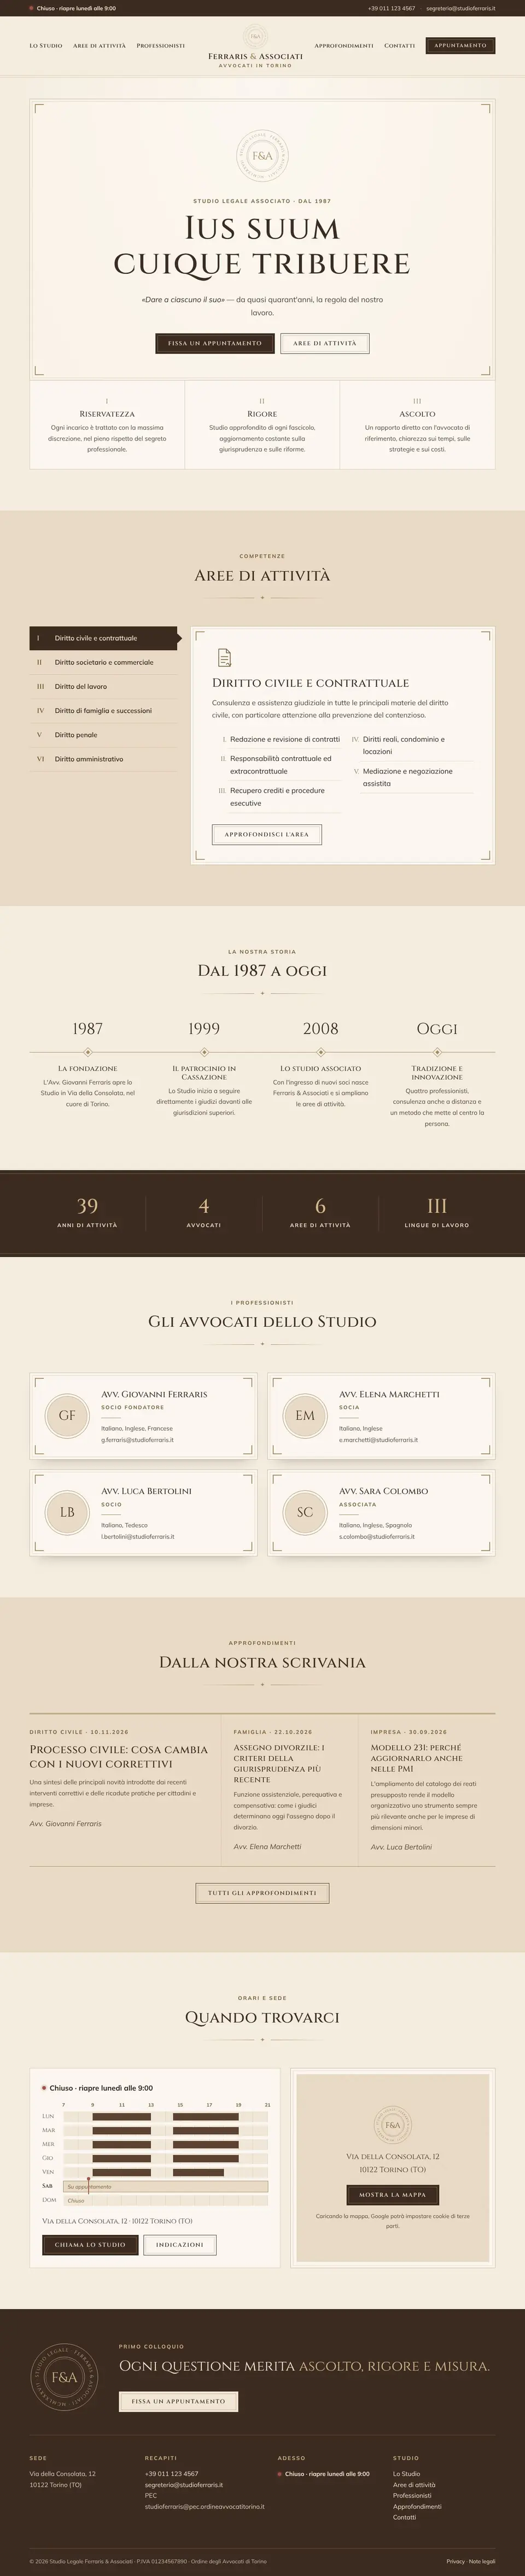 Chiuso · riapre lunedì alle 9:00
+39 011 123 4567 · segreteria@studioferraris.it
Lo Studio Aree di attività Professionisti
F&A
Ferraris & Associati
Avvocati in Torino
Approfondimenti Contatti Appuntamento
F&A
Studio legale associato · dal 1987
Ius suum
cuique tribuere
«Dare a ciascuno il suo» — da quasi quarant'anni, la regola del nostro
lavoro.
Fissa un appuntamento
Aree di attività
I
Riservatezza
Ogni incarico è trattato con la massima
discrezione, nel pieno rispetto del segreto
professionale.
II
Rigore
Studio approfondito di ogni fascicolo,
aggiornamento costante sulla
giurisprudenza e sulle riforme.
III
Ascolto
Un rapporto diretto con l'avvocato di
riferimento, chiarezza sui tempi, sulle
strategie e sui costi.
Competenze
Aree di attività
I Diritto civile e contrattuale
II Diritto societario e commerciale
III Diritto del lavoro
IV Diritto di famiglia e successioni
V Diritto penale
VI Diritto amministrativo
Diritto civile e contrattuale
Consulenza e assistenza giudiziale in tutte le principali materie del diritto
civile, con particolare attenzione alla prevenzione del contenzioso.
I. Redazione e revisione di contratti
II. Responsabilità contrattuale ed
extracontrattuale
III. Recupero crediti e procedure
esecutive
IV. Diritti reali, condominio e
locazioni
V. Mediazione e negoziazione
assistita
Approfondisci l'area
La nostra storia
Dal 1987 a oggi
1987
La fondazione
L'Avv. Giovanni Ferraris apre lo
Studio in Via della Consolata, nel
cuore di Torino.
1999
Il patrocinio in
Cassazione
Lo Studio inizia a seguire
direttamente i giudizi davanti alle
giurisdizioni superiori.
2008
Lo studio associato
Con l'ingresso di nuovi soci nasce
Ferraris & Associati e si ampliano
le aree di attività.
Oggi
Tradizione e
innovazione
Quattro professionisti,
consulenza anche a distanza e
un metodo che mette al centro la
persona.
39
Anni di attività
4
Avvocati
6
Aree di attività
III
Lingue di lavoro
I professionisti
Gli avvocati dello Studio
GF
Avv. Giovanni Ferraris
Socio fondatore
Italiano, Inglese, Francese
g.ferraris@studioferraris.it
EM
Avv. Elena Marchetti
Socia
Italiano, Inglese
e.marchetti@studioferraris.it
LB
Avv. Luca Bertolini
Socio
Italiano, Tedesco
l.bertolini@studioferraris.it
SC
Avv. Sara Colombo
Associata
Italiano, Inglese, Spagnolo
s.colombo@studioferraris.it
Approfondimenti
Dalla nostra scrivania
Diritto civile · 10.11.2026
Processo civile: cosa cambia
con i nuovi correttivi
Una sintesi delle principali novità introdotte dai recenti
interventi correttivi e delle ricadute pratiche per cittadini e
imprese.
Avv. Giovanni Ferraris
Famiglia · 22.10.2026
Assegno divorzile: i
criteri della
giurisprudenza più
recente
Funzione assistenziale, perequativa e
compensativa: come i giudici
determinano oggi l'assegno dopo il
divorzio.
Avv. Elena Marchetti
Impresa · 30.09.2026
Modello 231: perché
aggiornarlo anche
nelle PMI
L'ampliamento del catalogo dei reati
presupposto rende il modello
organizzativo uno strumento sempre
più rilevante anche per le imprese di
dimensioni minori.
Avv. Luca Bertolini
Tutti gli approfondimenti
Orari e sede
Quando trovarci
Chiuso · riapre lunedì alle 9:00
7 9 11 13 15 17 19 21
Lun
Mar
Mer
Gio
Ven
Sab Su appuntamento
Dom Chiuso
Via della Consolata, 12 · 10122 Torino (TO)
Chiama lo studio
Indicazioni
F&A
Via della Consolata, 12
10122 Torino (TO)
Mostra la mappa
Caricando la mappa, Google potrà impostare cookie di terze
parti.
Studio Legale · Ferraris & Associati · MCMLXXXVII
F&A
Primo colloquio
Ogni questione merita ascolto, rigore e misura.
Fissa un appuntamento
Sede
Via della Consolata, 12
10122 Torino (TO)
Recapiti
+39 011 123 4567
segreteria@studioferraris.it
PEC
studioferraris@pec.ordineavvocatitorino.it
Adesso
Chiuso · riapre lunedì alle 9:00
Studio
Lo Studio
Aree di attività
Professionisti
Approfondimenti
Contatti
© 2026 Studio Legale Ferraris & Associati · P.IVA 01234567890 · Ordine degli Avvocati di Torino
Privacy · Note legali